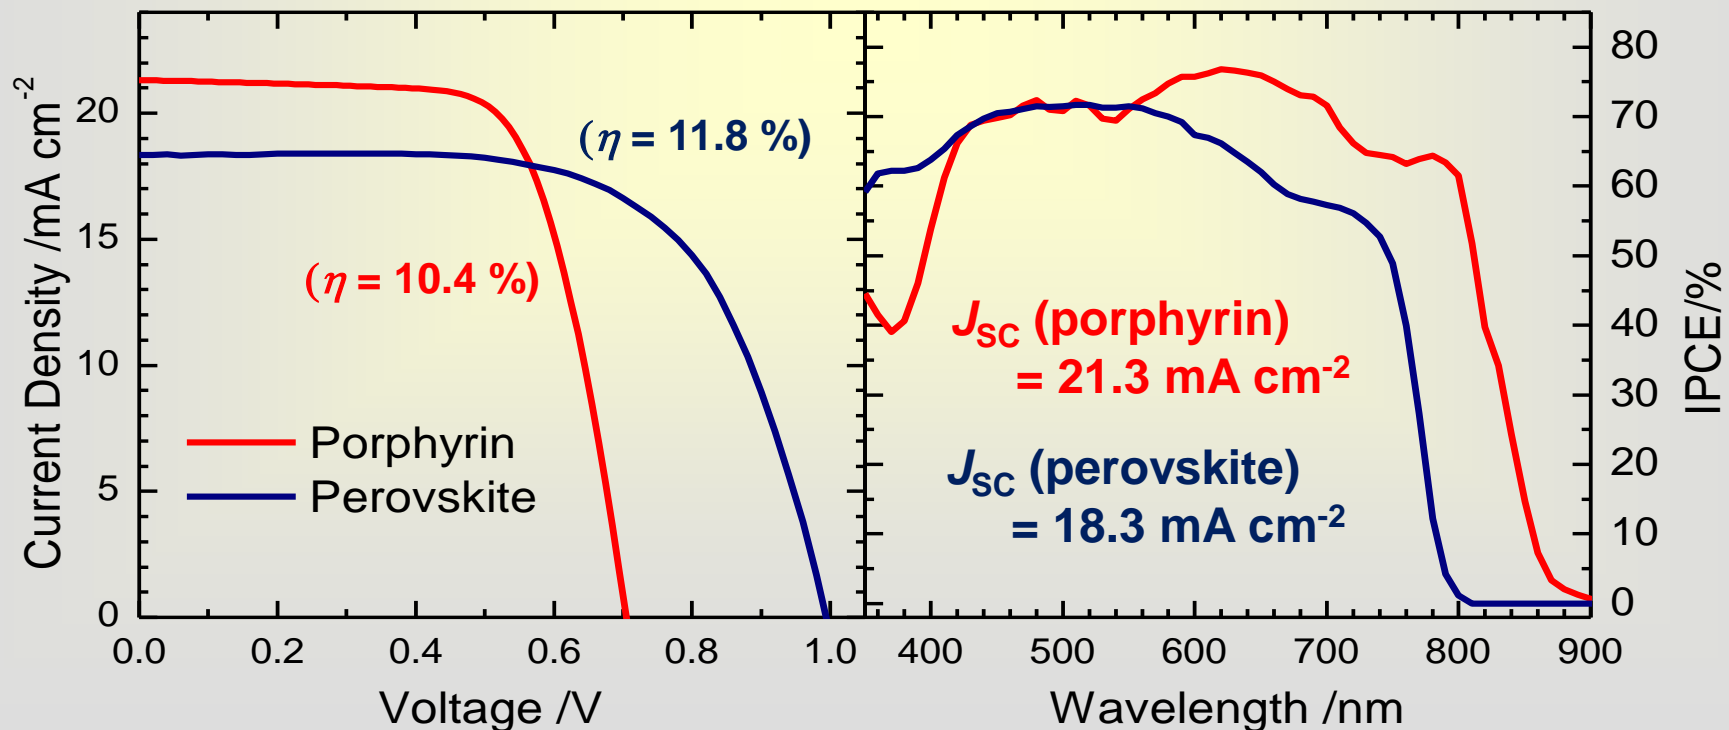 Current Density /mA cm-2
20
15
10
5
0
(η = 11.8 %)
(η = 10.4 %)
Porphyrin
Perovskite
0.0 0.2 0.4 0.6 0.8 1.0
Voltage /V
JSC (porphyrin)
= 21.3 mA cm-2
JSC (perovskite)
= 18.3 mA cm-2
400 500 600 700 800 900
Wavelength /nm
80
70
60
50
40
30
20
10
0
IPCE/%